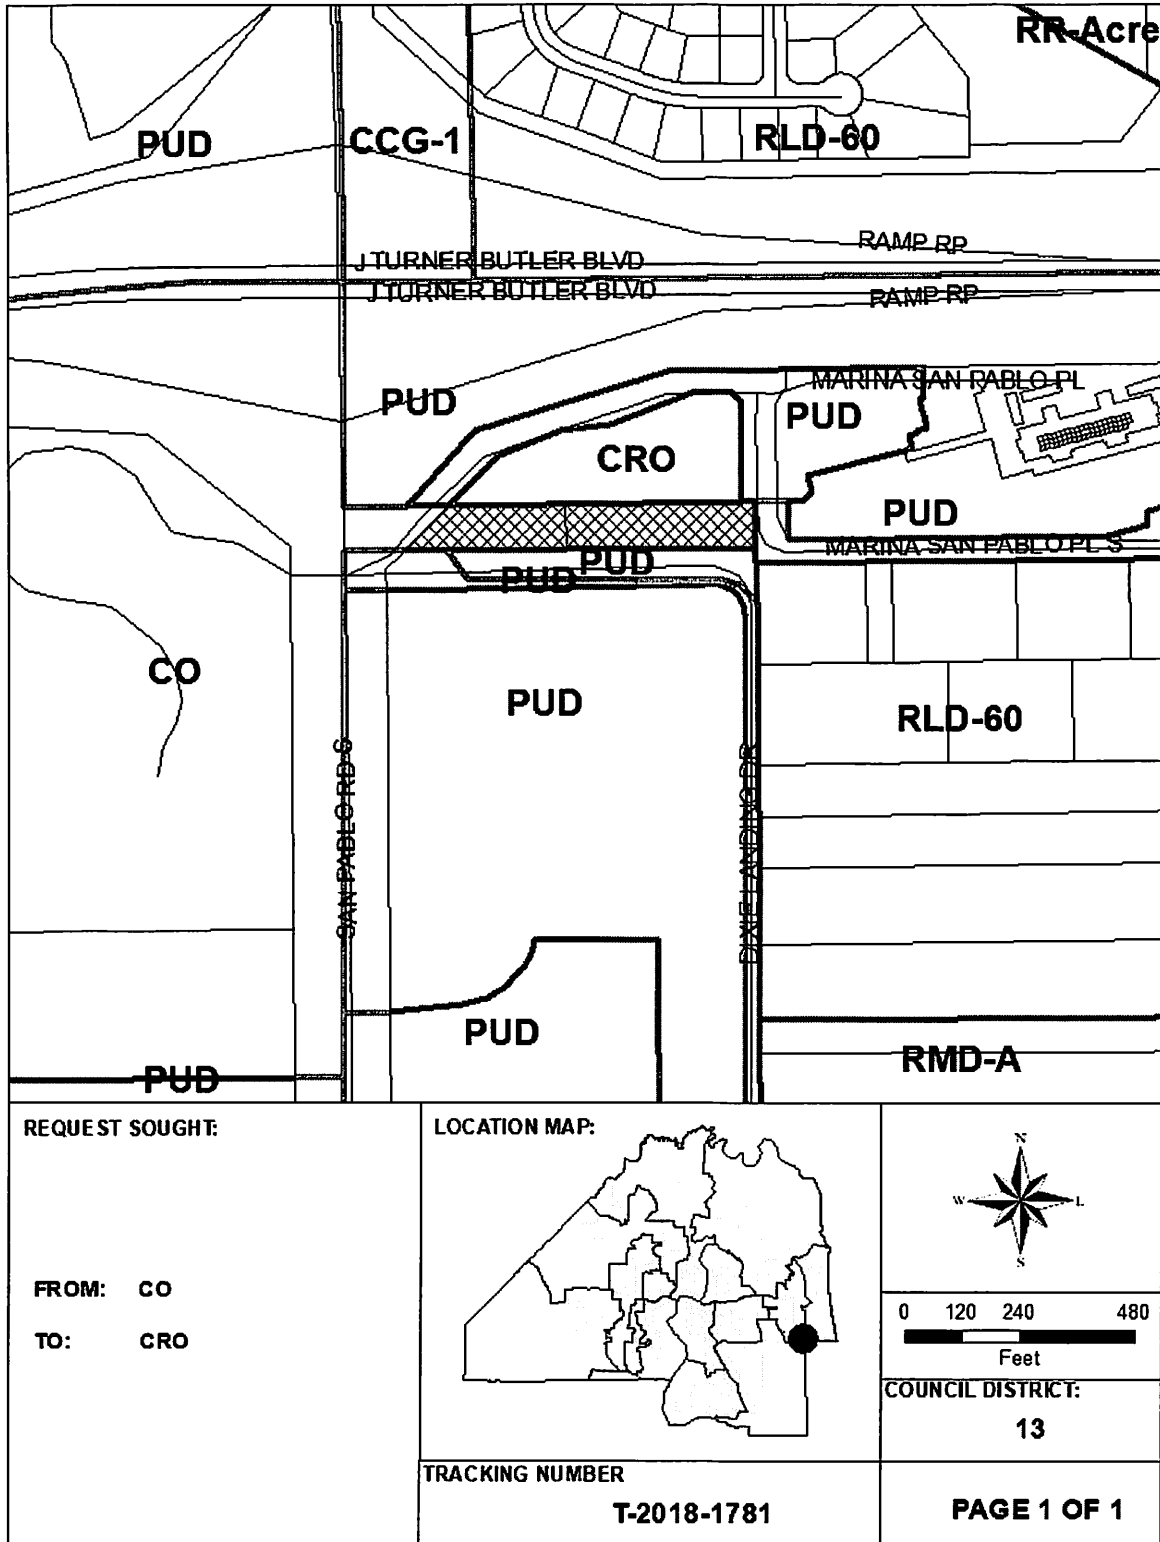 RR-Acre
PUD
CCG-1
RLD-60
RAMP RP
J TURNER BUTLER BLVD
J TURNER BUTLER BLVD
RAMP RP
MARINA SAN PABLO PL
PUD
PUD
CRO
PUD
MARINA SAN PABLO PL S
PUD
PUD
CO
PUD
RLD-60
SAN PABLO RD S
PUD
RMD-A
PUD
REQUEST SOUGHT:
FROM: CO
TO: CRO
LOCATION MAP:
N
W
S
0 120 240 480
Feet
COUNCIL DISTRICT:
13
TRACKING NUMBER
T-2018-1781
PAGE 1 OF 1